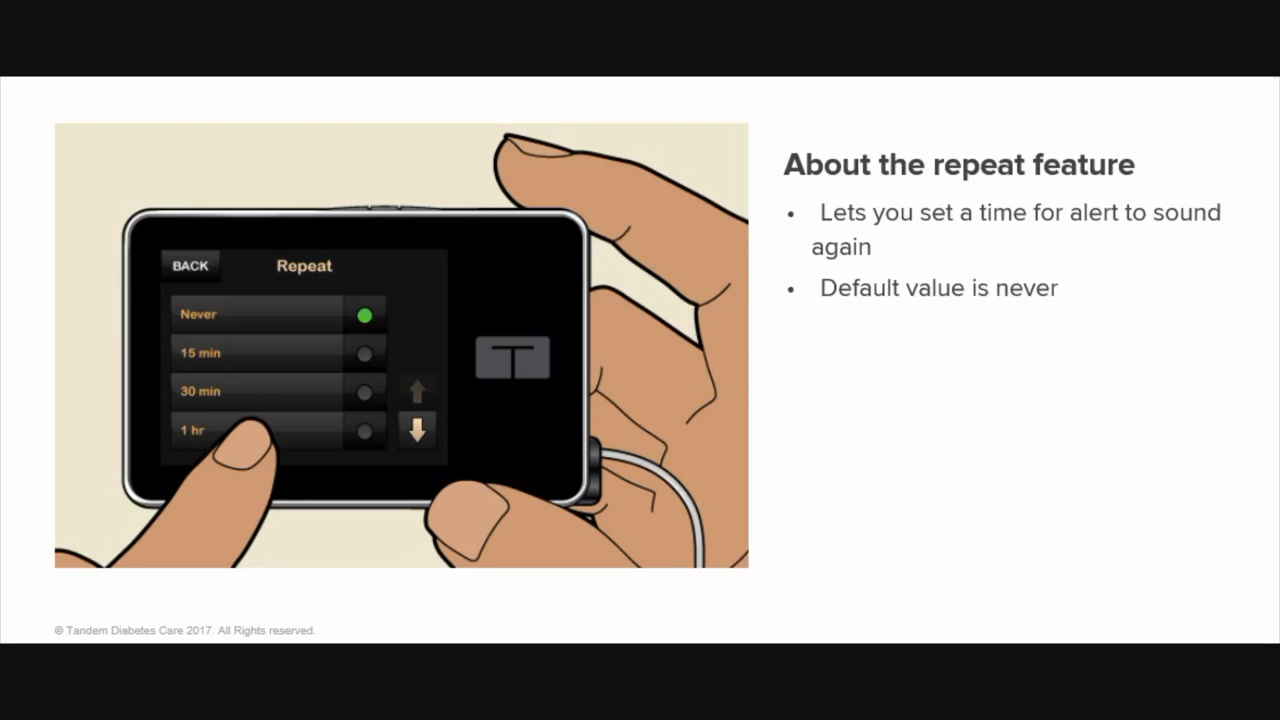 About the repeat feature
• Lets you set a time for alert to sound
again
• Default value is never
BACK
Repeat
Never
15 min
30 min
1 hr
© Tandem Diabetes Care 2017. All Rights reserved.